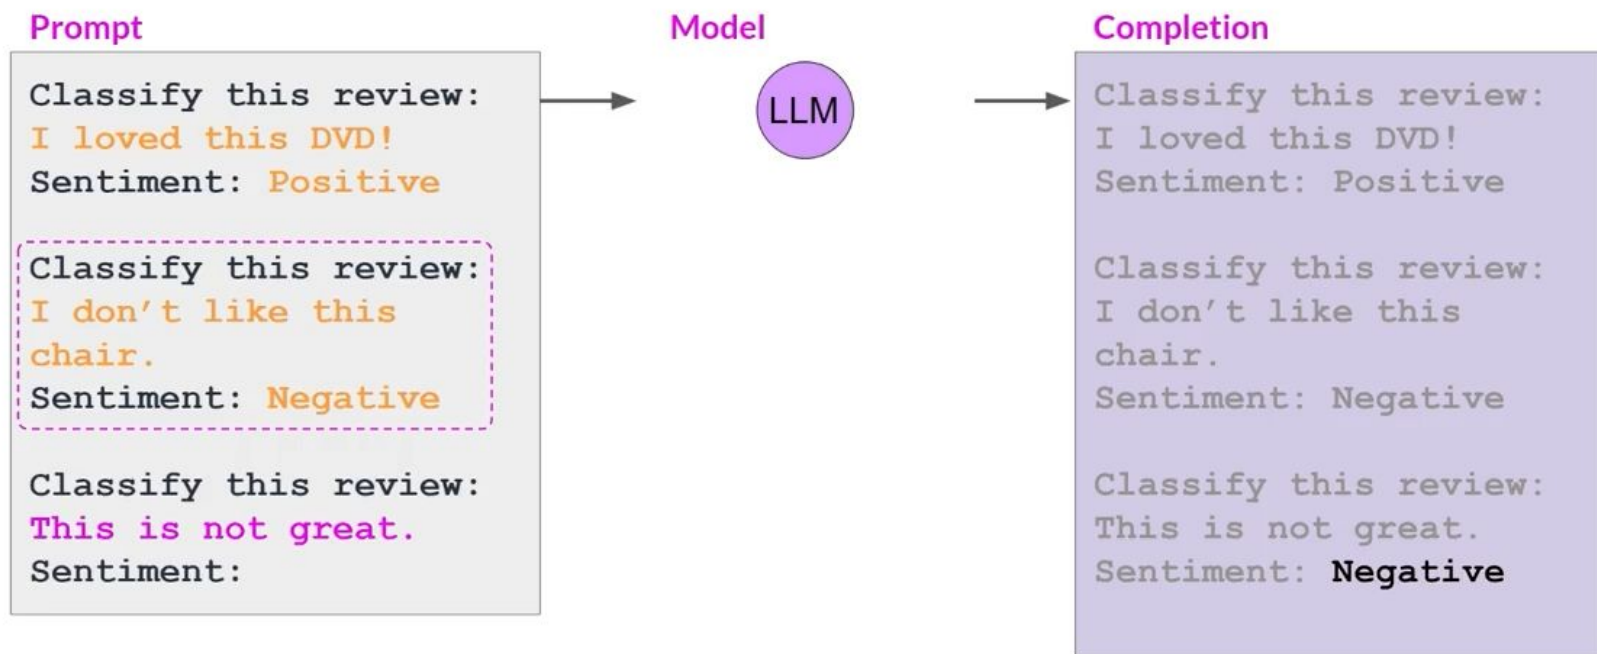 Prompt
Classify this review:
I loved this DVD!
Sentiment: Positive
Classify this review:
I don't like this
chair.
Sentiment: Negative
Classify this review:
This is not great.
Sentiment:
Model
LLM
Completion
Classify this review:
I loved this DVD!
Sentiment: Positive
Classify this review:
I don't like this
chair.
Sentiment: Negative
Classify this review:
This is not great.
Sentiment: Negative